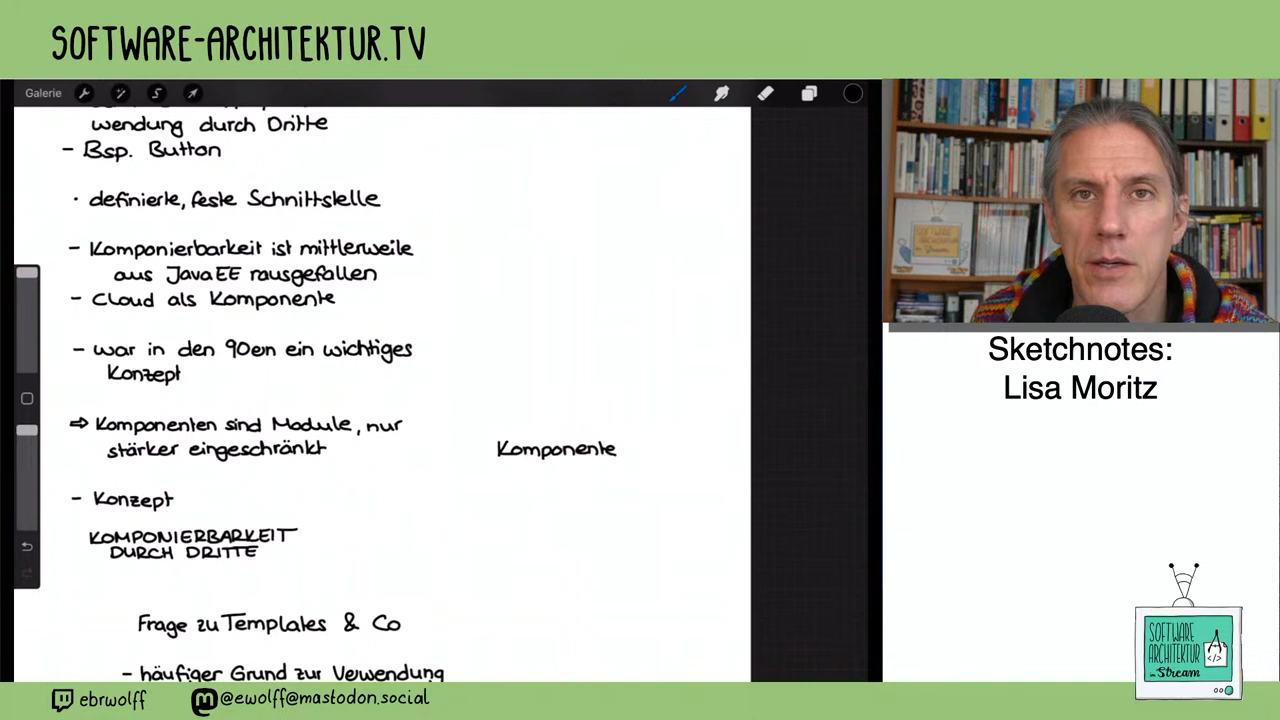 SOFTWARE-ARCHITEKTUR.TV
Galerie
wendung durch Dritte
- Bsp. Button
· definierte, feste Schnittstelle
- Komponierbarkeit ist mittlerweile
aus JavaEE rausgefallen
- Cloud als Komponente
- war in den 90ern ein wichtiges
Konzept
⇒ Komponenten sind Module, nur
stärker eingeschränkt
Komponente
- Konzept
KOMPONIERBARKEIT
DURCH DRITTE
Frage zu Templates & Co
- häufiger Grund zur Verwendung
Sketchnotes:
Lisa Moritz
SOFTWARE
ARCHITEKTUR
im Stream
ebrwolff
@ewolff@mastodon.social